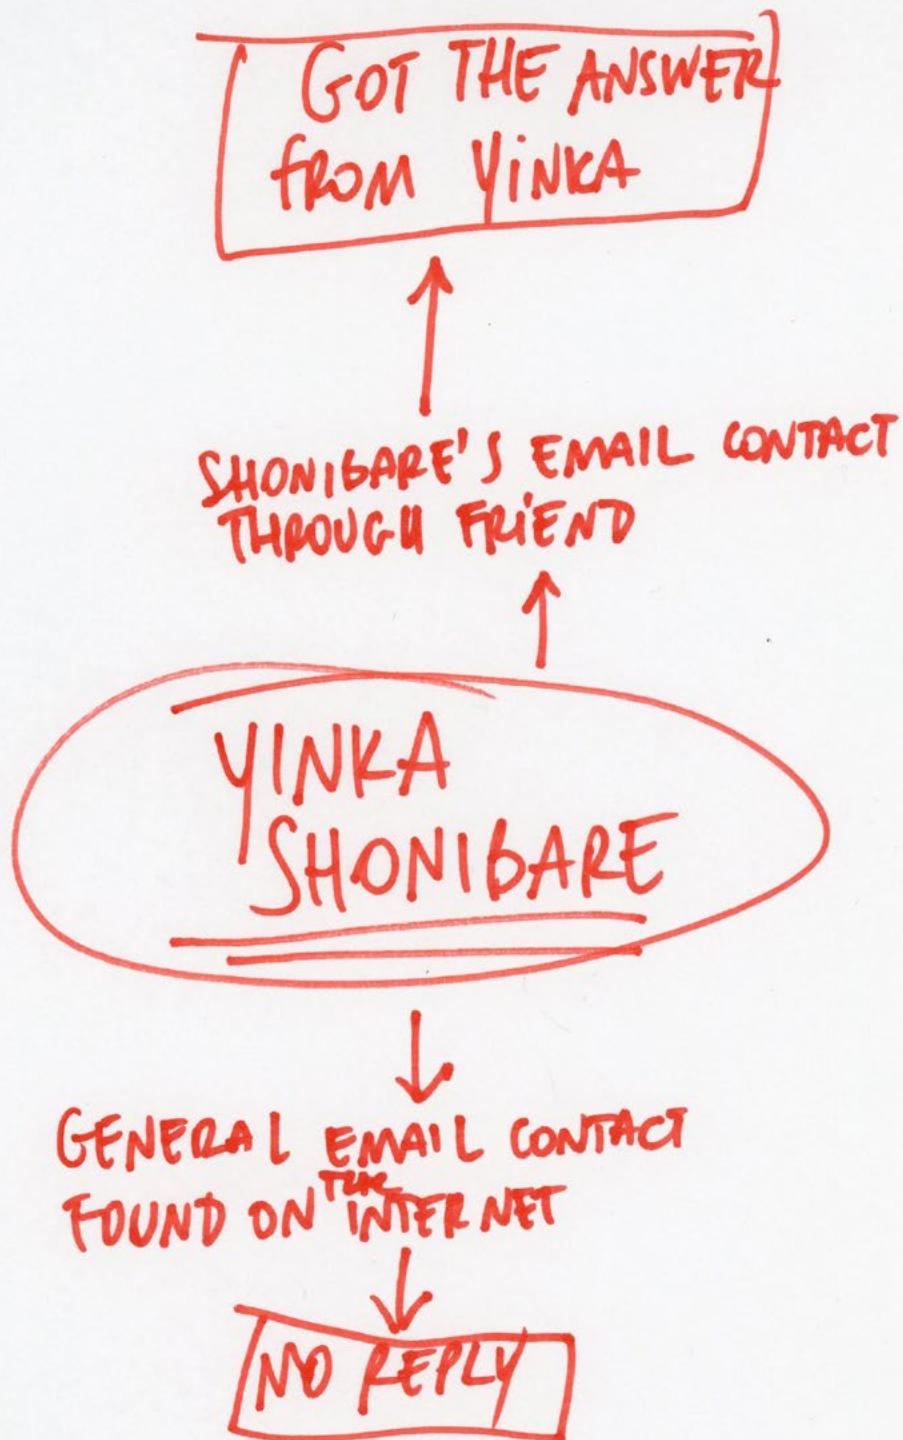 GOT THE ANSWER
FROM YINKA
SHONIBARE'S EMAIL CONTACT
THROUGH FRIEND
YINKA
SHONIBARE
GENERAL EMAIL CONTACT
FOUND ON THE INTERNET
NO REPLY